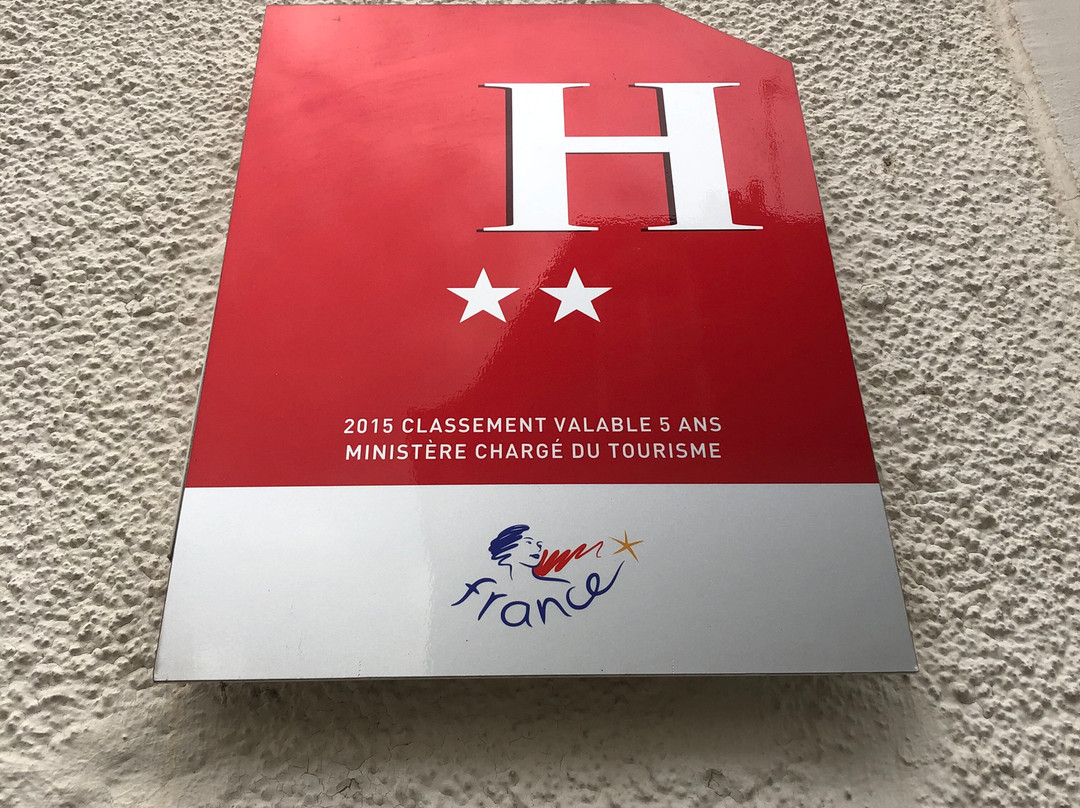 H
2015 CLASSEMENT VALABLE 5 ANS
MINISTÈRE CHARGÉ DU TOURISME
france